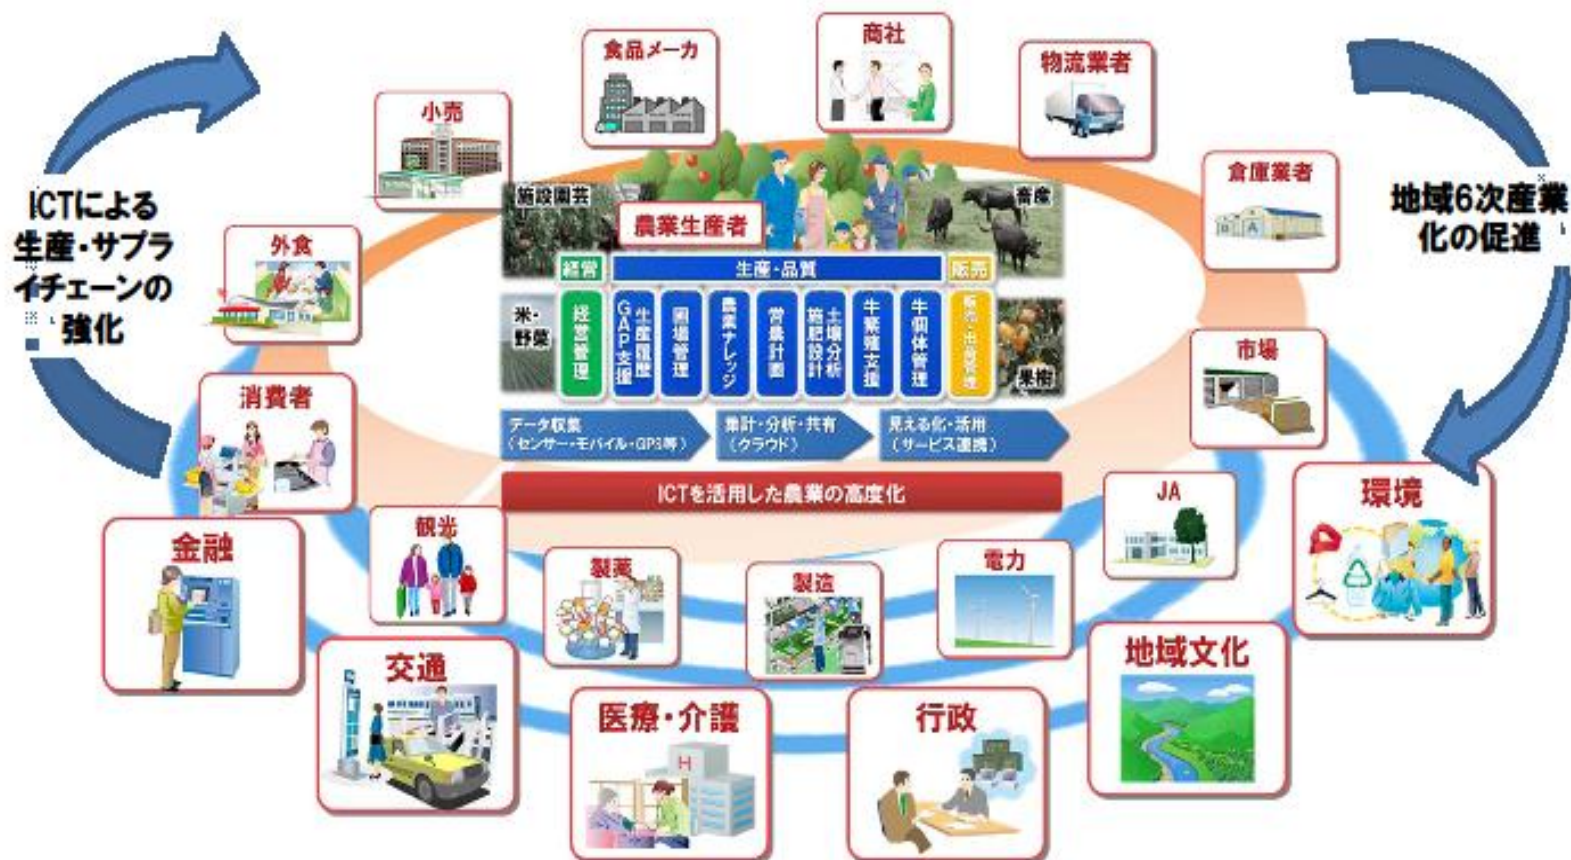 食品メーカ
商社
物流業者
小売
倉庫業者
外食
市場
消費者
JA
金融
観光
製薬
製造
電力
環境
交通
医療・介護
行政
地域文化
ICTによる
生産・サプラ
イチェーンの
強化
地域6次産業
化の促進
施設園芸
農業生産者
畜産
経営
生産・品質
販売
米・
野菜
経営管理
生産履歴
GAP支援
圃場管理
農業ナレッジ
営農計画
土壌分析
施肥設計
牛繁殖支援
牛個体管理
販売・出荷管理
果樹
データ収集
(センサー・モバイル・GPS等)
集計・分析・共有
(クラウド)
見える化・活用
(サービス連携)
ICTを活用した農業の高度化
H